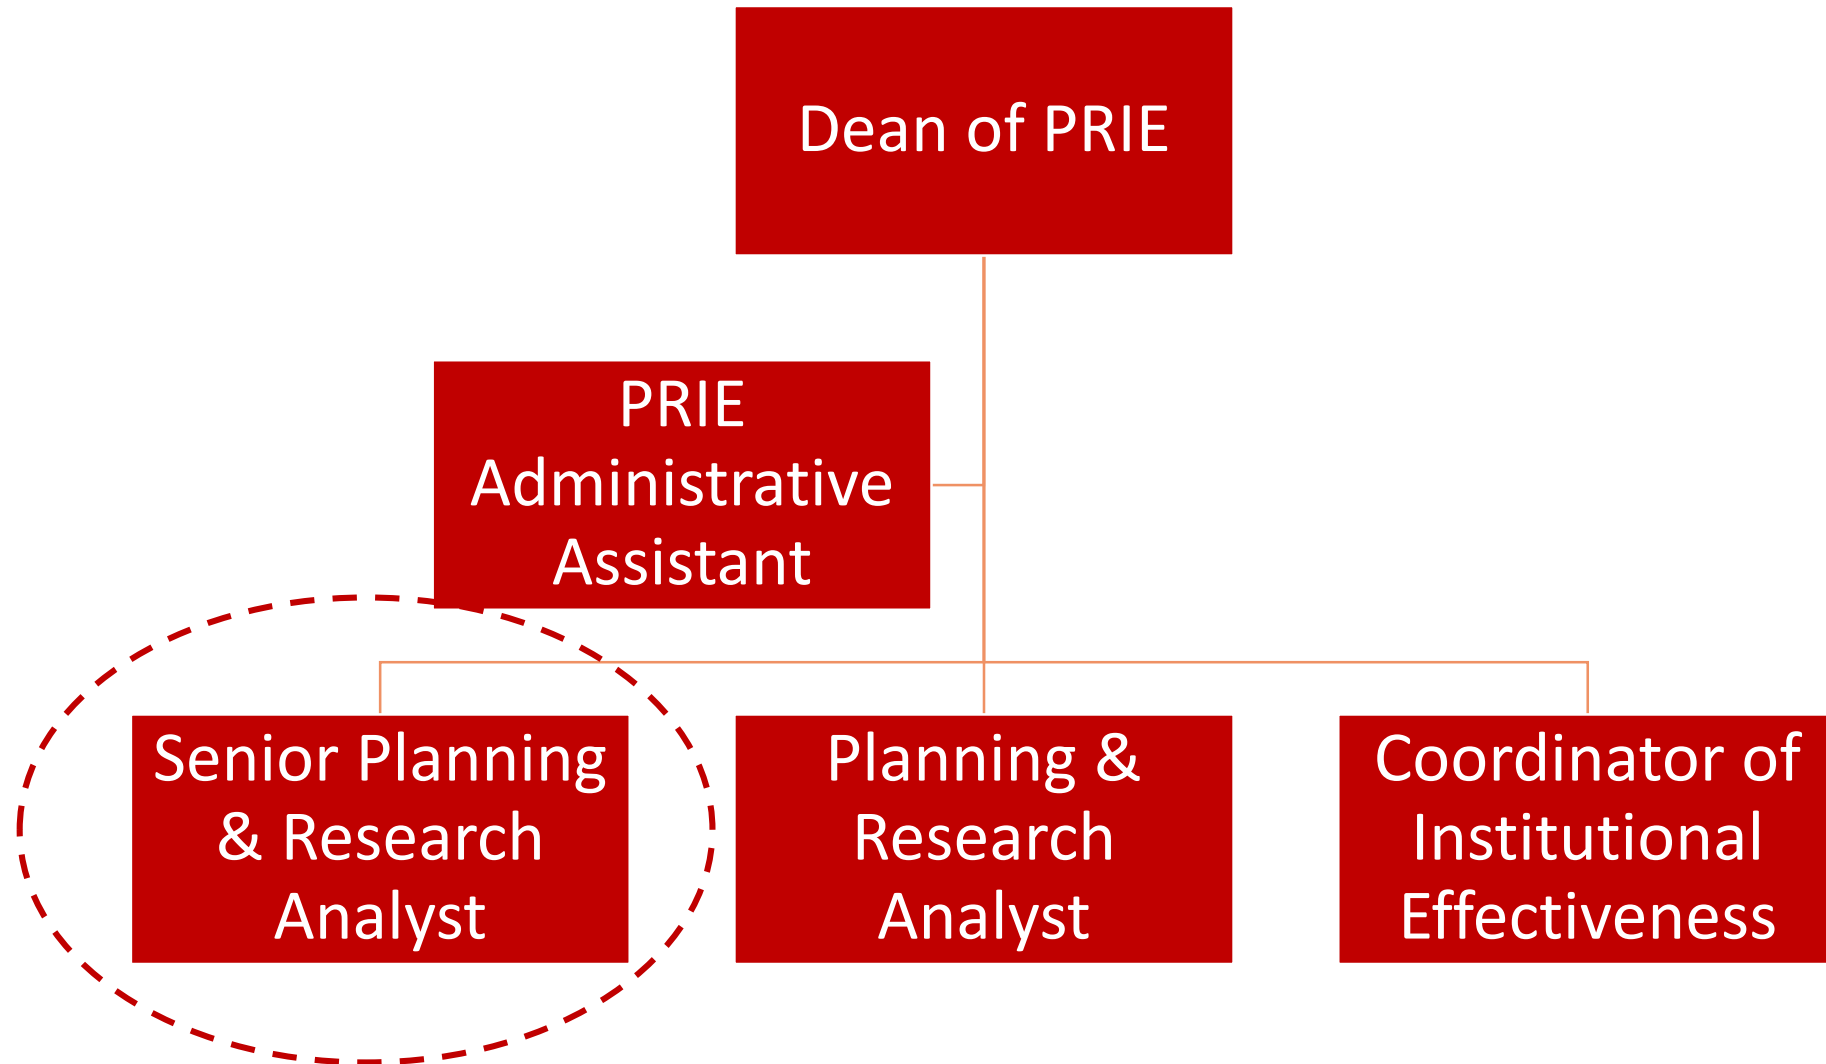 Dean of PRIE
PRIE
Administrative
Assistant
Senior Planning
& Research
Analyst
Planning &
Research
Analyst
Coordinator of
Institutional
Effectiveness